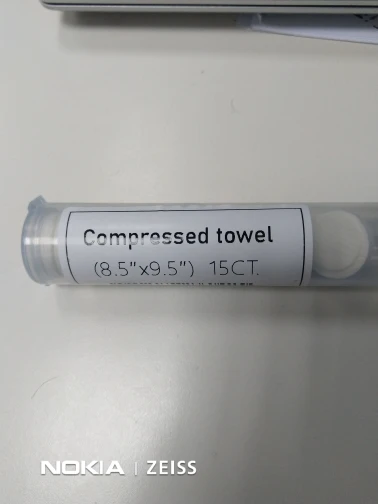 Compressed towel
(8.5"x9.5") 15CT.
NOKIA | ZEISS